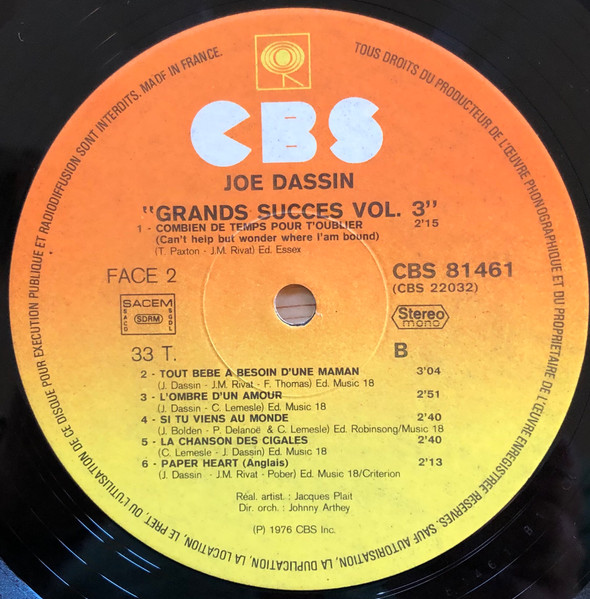 CBS
JOE DASSIN
"GRANDS SUCCES VOL. 3"
1 - COMBIEN DE TEMPS POUR T'OUBLIER 2'15
(Can't help but wonder where I'am bound)
(T. Paxton - J.M. Rivat) Ed. Essex
FACE 2
CBS 81461
(CBS 22032)
SACEM
SACD
SDRM
SGDL
Stereo
mono
33 T.
B
2 - TOUT BEBE A BESOIN D'UNE MAMAN 3'04
(J. Dassin - J.M. Rivat - F. Thomas) Ed. Music 18
3 - L'OMBRE D'UN AMOUR 2'51
(J. Dassin - C. Lemesle) Ed. Music 18
4 - SI TU VIENS AU MONDE 2'40
(J. Bolden - P. Delanoë & C. Lemesle) Ed. Robinsong/Music 18
5 - LA CHANSON DES CIGALES 2'40
(C. Lemesle - J. Dassin) Ed. Music 18
6 - PAPER HEART (Anglais) 2'13
(J. Dassin - J.M. Rivat - Pober) Ed. Music 18/Criterion
Réal. artist. : Jacques Plait
Dir. orch. : Johnny Arthey
(P) 1976 CBS Inc.
TOUS DROITS DU PRODUCTEUR DE L'ŒUVRE PHONOGRAPHIQUE ET DU PROPRIETAIRE DE L'ŒUVRE ENREGISTREE RESERVES. SAUF AUTORISATION, LA DUPLICATION, LA LOCATION, LE PRET, OU L'UTILISATION DE CE DISQUE POUR EXECUTION PUBLIQUE ET RADIODIFFUSION SONT INTERDITS. MADE IN FRANCE.